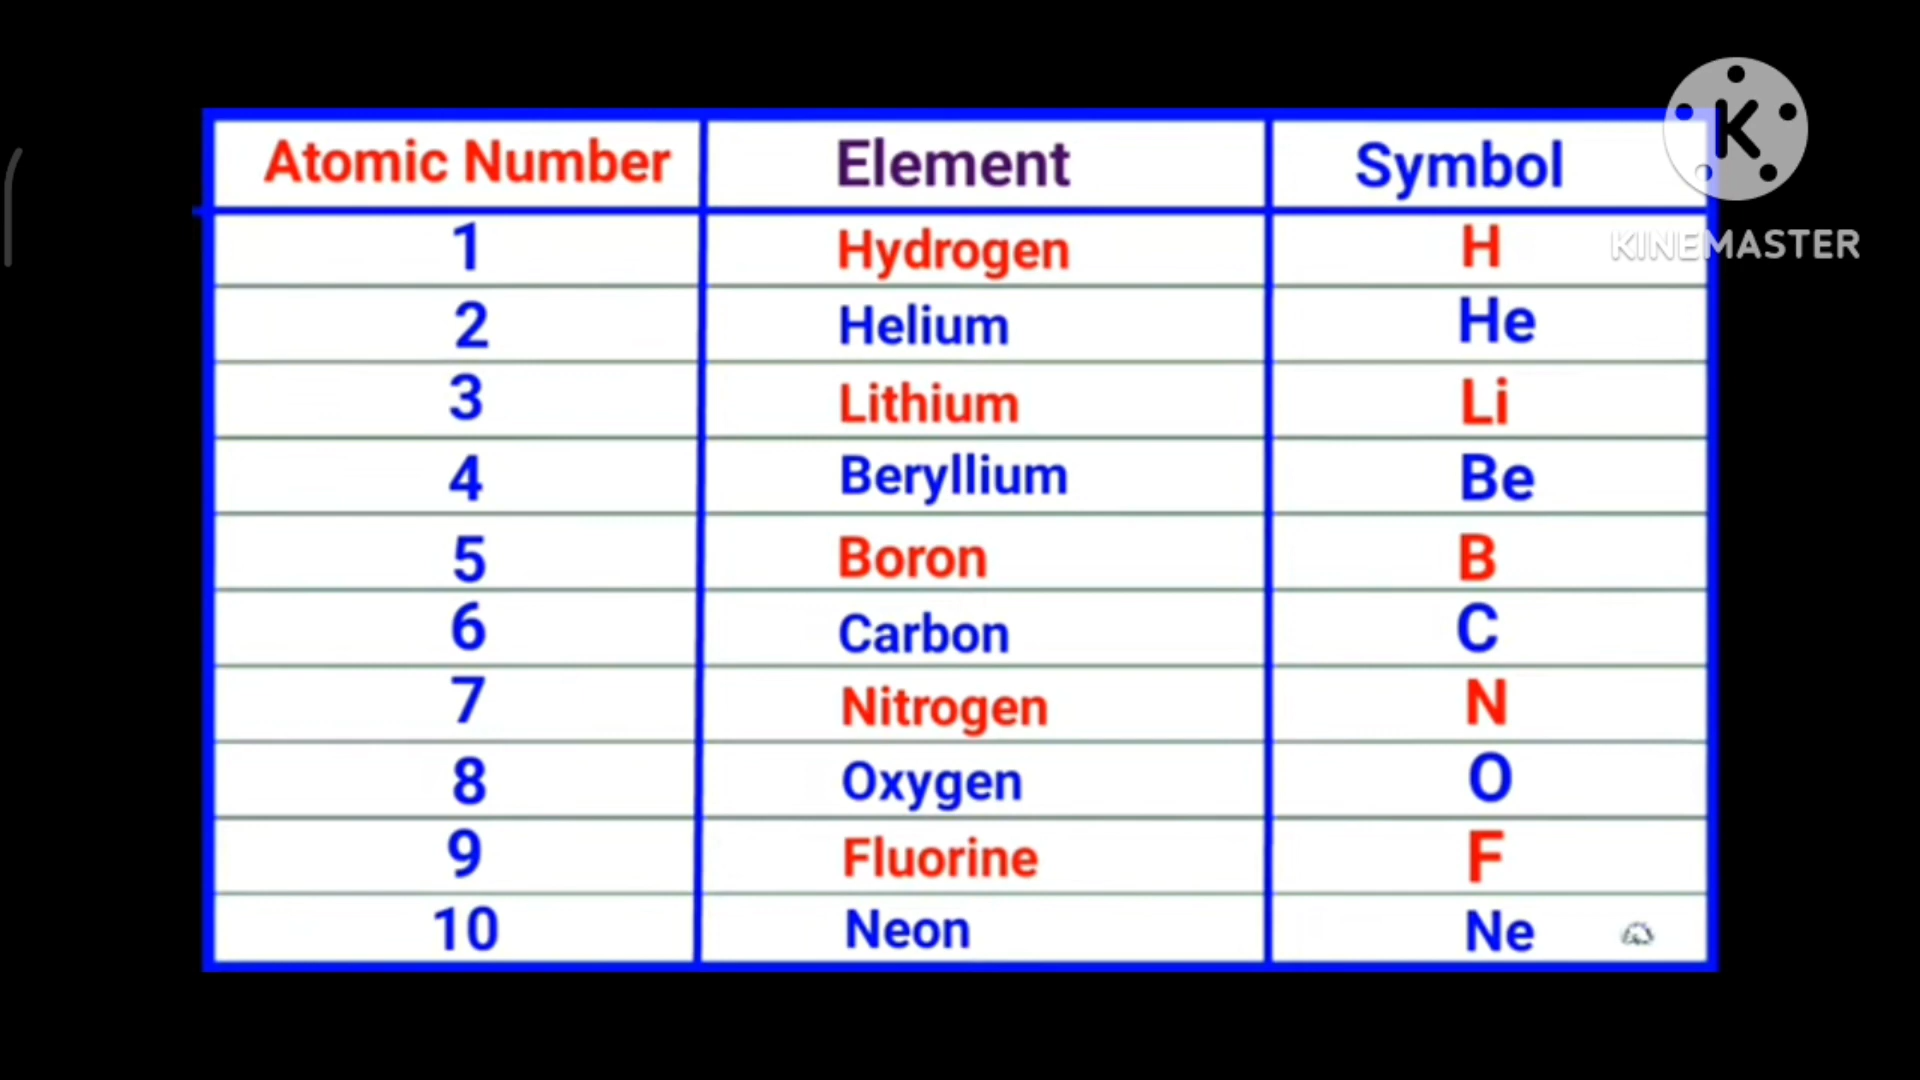 Atomic Number Element Symbol
1 Hydrogen H
2 Helium He
3 Lithium Li
4 Beryllium Be
5 Boron B
6 Carbon C
7 Nitrogen N
8 Oxygen O
9 Fluorine F
10 Neon Ne
K
KINEMASTER